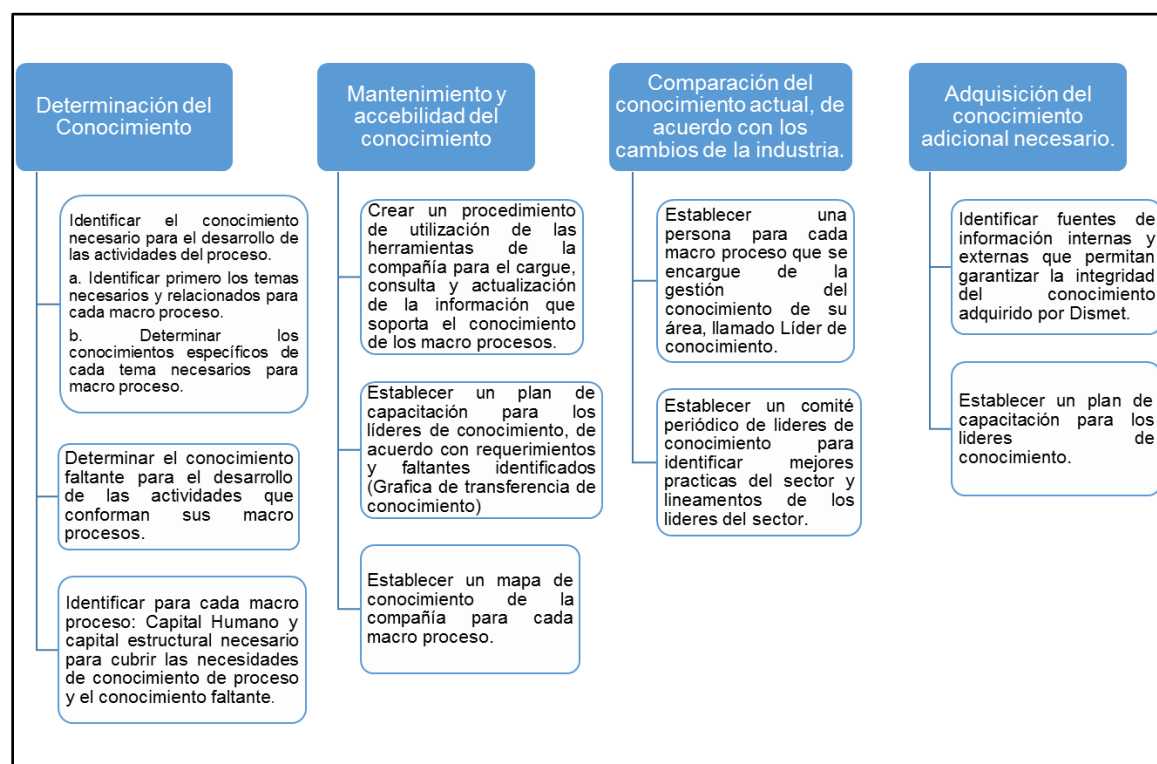 Determinación del
Conocimiento
Identificar el conocimiento
necesario para el desarrollo de
las actividades del proceso.
a. Identificar primero los temas
necesarios y relacionados para
cada macro proceso.
b. Determinar los
conocimientos específicos de
cada tema necesarios para
macro proceso.
Determinar el conocimiento
faltante para el desarrollo
de las actividades que
conforman sus macro
procesos.
Identificar para cada macro
proceso: Capital Humano y
capital estructural necesario
para cubrir las necesidades
de conocimiento de proceso
y el conocimiento faltante.
Mantenimiento y
accebilidad del
conocimiento
Crear un procedimiento
de utilización de las
herramientas de la
compañía para el cargue,
consulta y actualización
de la información que
soporta el conocimiento
de los macro procesos.
Establecer un plan de
capacitación para los
líderes de conocimiento, de
acuerdo con requerimientos
y faltantes identificados
(Grafica de transferencia de
conocimiento)
Establecer un mapa de
conocimiento de la
compañía para cada
macro proceso.
Comparación del
conocimiento actual, de
acuerdo con los
cambios de la industria.
Establecer una
persona para cada
macro proceso que se
encargue de la
gestión del
conocimiento de su
área, llamado Líder de
conocimiento.
Establecer un comité
periódico de lideres de
conocimiento para
identificar mejores
practicas del sector y
lineamentos de los
lideres del sector.
Adquisición del
conocimiento
adicional necesario.
Identificar fuentes de
información internas y
externas que permitan
garantizar la integridad
del conocimiento
adquirido por Dismet.
Establecer un plan de
capacitación para los
lideres de
conocimiento.